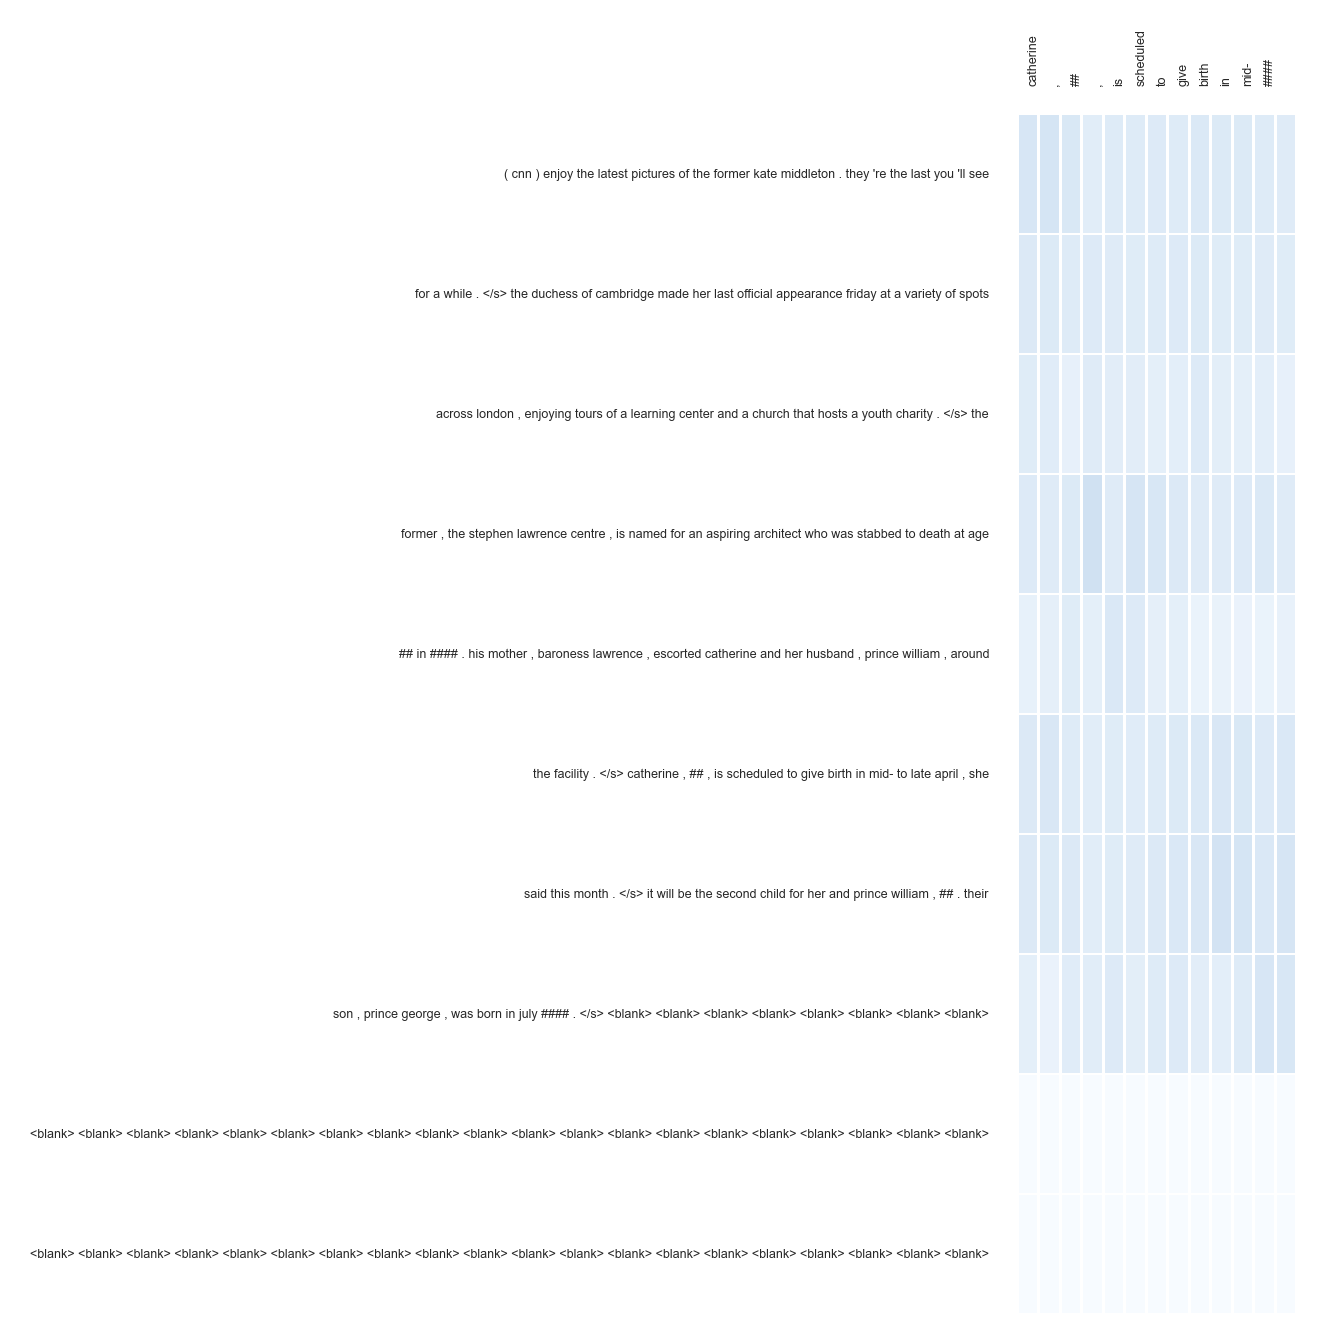 catherine , ## , is scheduled to give birth in mid- ####
( cnn ) enjoy the latest pictures of the former kate middleton . they 're the last you 'll see
for a while . </s> the duchess of cambridge made her last official appearance friday at a variety of spots
across london , enjoying tours of a learning center and a church that hosts a youth charity . </s> the
former , the stephen lawrence centre , is named for an aspiring architect who was stabbed to death at age
## in #### . his mother , baroness lawrence , escorted catherine and her husband , prince william , around
the facility . </s> catherine , ## , is scheduled to give birth in mid- to late april , she
said this month . </s> it will be the second child for her and prince william , ## . their
son , prince george , was born in july #### . </s> <blank> <blank> <blank> <blank> <blank> <blank> <blank> <blank>
<blank> <blank> <blank> <blank> <blank> <blank> <blank> <blank> <blank> <blank> <blank> <blank> <blank> <blank> <blank> <blank> <blank> <blank> <blank> <blank>
<blank> <blank> <blank> <blank> <blank> <blank> <blank> <blank> <blank> <blank> <blank> <blank> <blank> <blank> <blank> <blank> <blank> <blank> <blank> <blank>